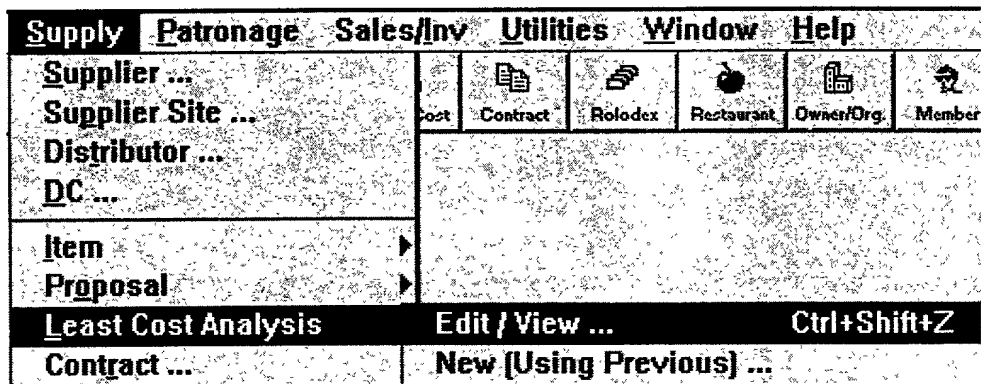 Supply Patronage Sales/Inv Utilities Window Help
Supplier ...
Supplier Site ...
Distributor ...
DC ...
Cost Contract Rolodex Restaurant Owner/Org. Member
Item
Proposal
Least Cost Analysis Edit / View ... Ctrl+Shift+Z
Contract ... New (Using Previous) ...